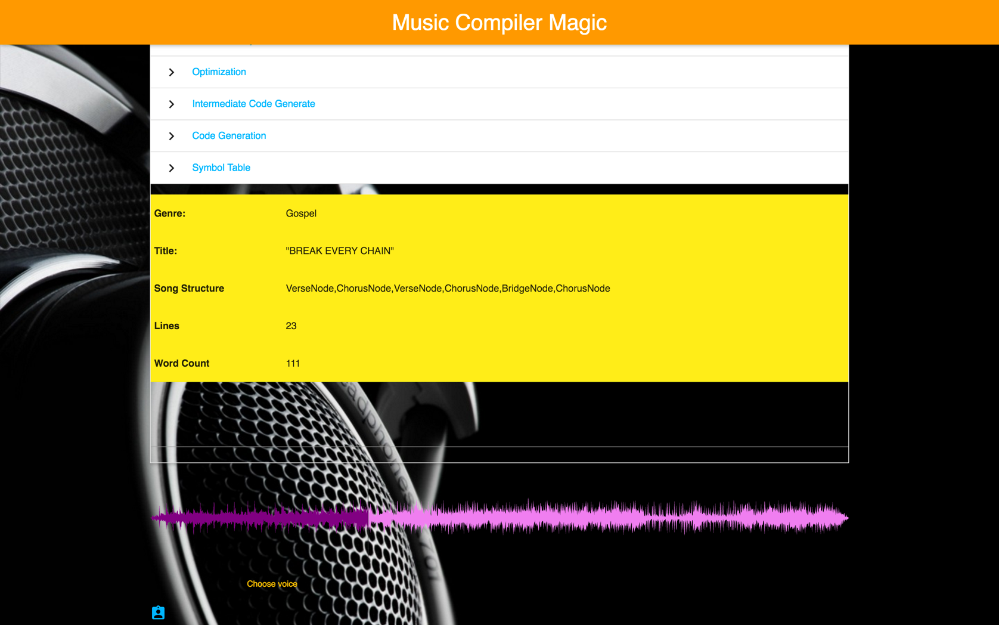 Music Compiler Magic
Optimization
Intermediate Code Generate
Code Generation
Symbol Table
Genre: Gospel
Title: "BREAK EVERY CHAIN"
Song Structure VerseNode,ChorusNode,VerseNode,ChorusNode,BridgeNode,ChorusNode
Lines 23
Word Count 111
Choose voice